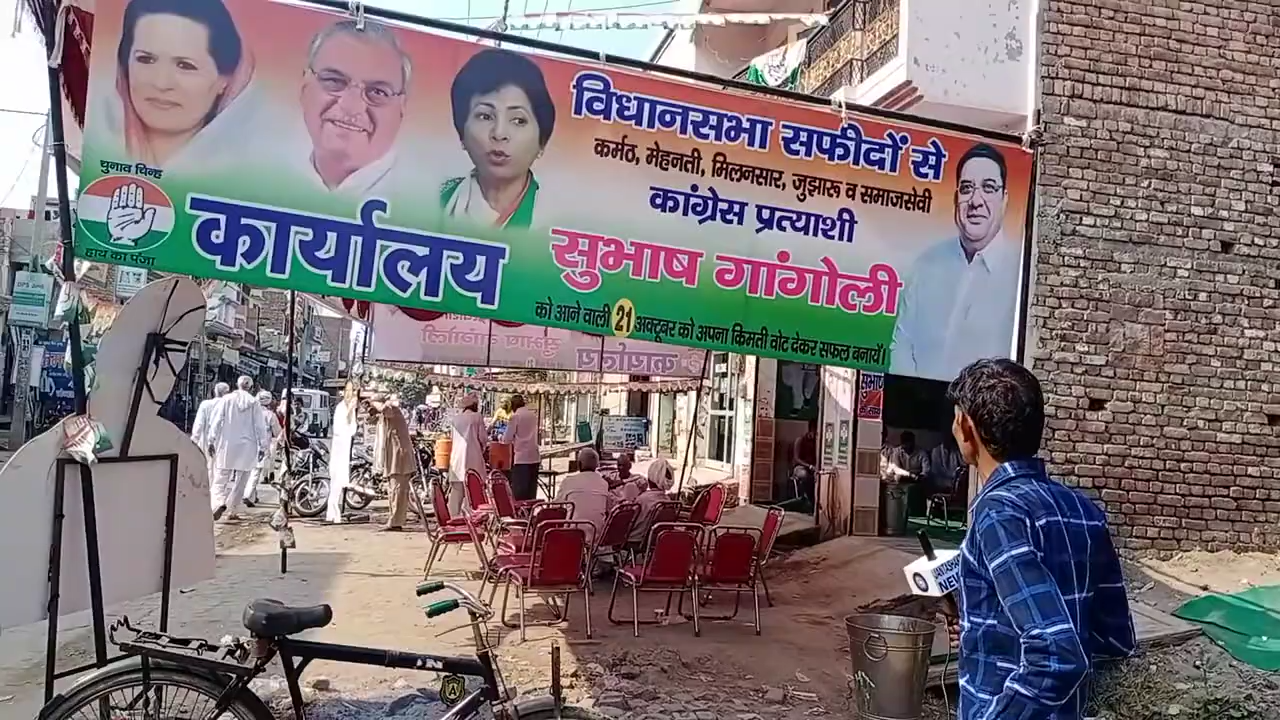 विधानसभा सफीदों से
कर्मठ, मेहनती, मिलनसार, जुझारू व समाजसेवी
कांग्रेस प्रत्याशी
सुभाष गांगोली
को आने वाली 21 अक्टूबर को अपना किमती वोट देकर सफल बनायें।
चुनाव चिन्ह
हाथ का पंजा
कार्यालय
सुभाष
NEWS